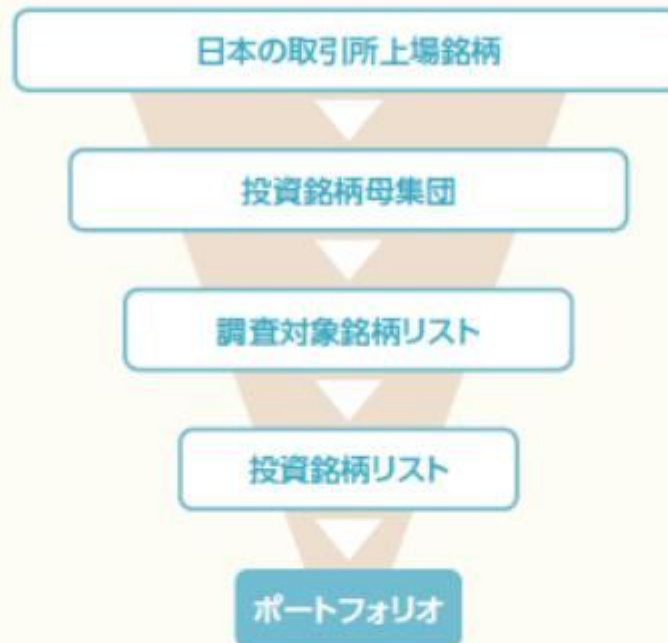 日本の取引所上場銘柄
投資銘柄母集団
調査対象銘柄リスト
投資銘柄リスト
ポートフォリオ